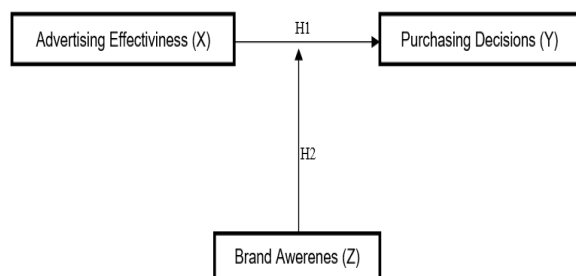 Advertising Effectiviness (X)
H1
Purchasing Decisions (Y)
H2
Brand Awerenes (Z)